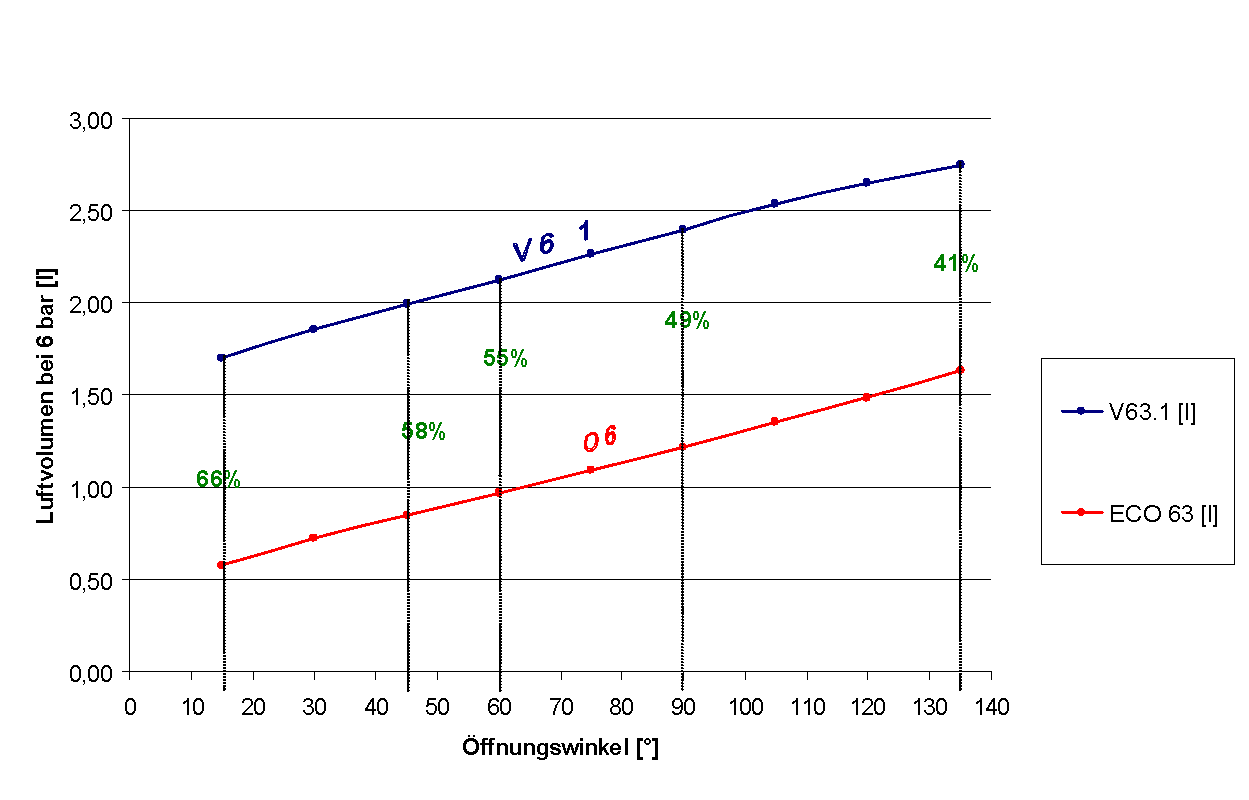 3,00
2,50
2,00
1,50
1,00
0,50
0,00
Luftvolumen bei 6 bar [l]
V 6 1
O 6
66%
58%
55%
49%
41%
0 10 20 30 40 50 60 70 80 90 100 110 120 130 140
Öffnungswinkel [°]
V63.1 [l]
ECO 63 [l]